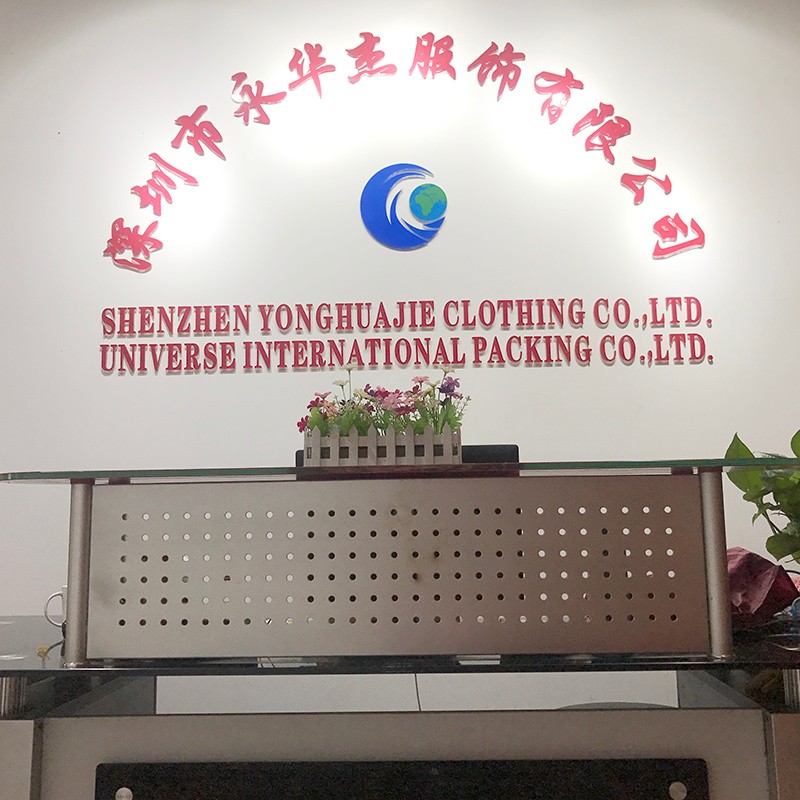 深圳市永华杰服饰有限公司
SHENZHEN YONGHUAJIE CLOTHING CO.,LTD.
UNIVERSE INTERNATIONAL PACKING CO.,LTD.